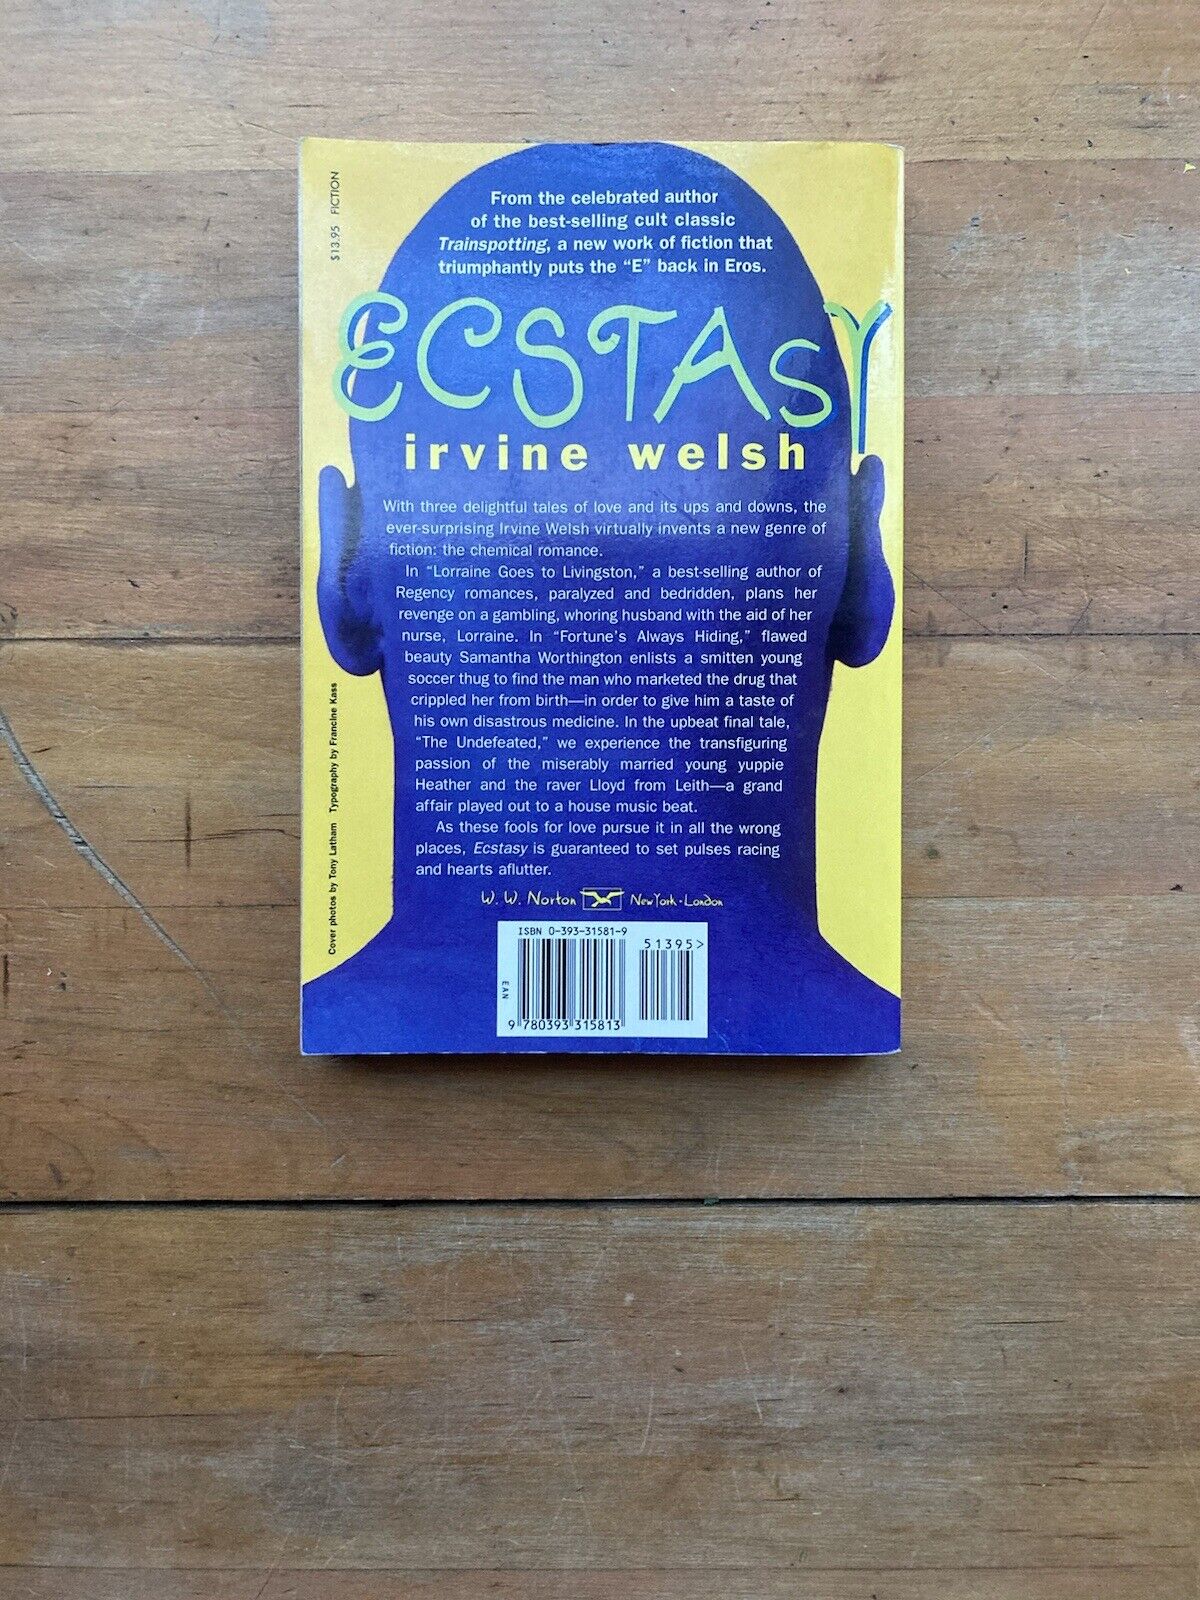 $13.95 FICTION
From the celebrated author
of the best-selling cult classic
Trainspotting, a new work of fiction that
triumphantly puts the “E” back in Eros.
ECSTASY
irvine welsh
With three delightful tales of love and its ups and downs, the
ever-surprising Irvine Welsh virtually invents a new genre of
fiction: the chemical romance.
In “Lorraine Goes to Livingston,” a best-selling author of
Regency romances, paralyzed and bedridden, plans her
revenge on a gambling, whoring husband with the aid of her
nurse, Lorraine. In “Fortune’s Always Hiding,” flawed
beauty Samantha Worthington enlists a smitten young
soccer thug to find the man who marketed the drug that
crippled her from birth—in order to give him a taste of
his own disastrous medicine. In the upbeat final tale,
“The Undefeated,” we experience the transfiguring
passion of the miserably married young yuppie
Heather and the raver Lloyd from Leith—a grand
affair played out to a house music beat.
As these fools for love pursue it in all the wrong
places, Ecstasy is guaranteed to set pulses racing
and hearts aflutter.
Cover photos by Tony Latham Typography by Francine Kass
W. W. Norton New York • London
ISBN 0-393-31581-9
51395>
EAN
9 780393 315813